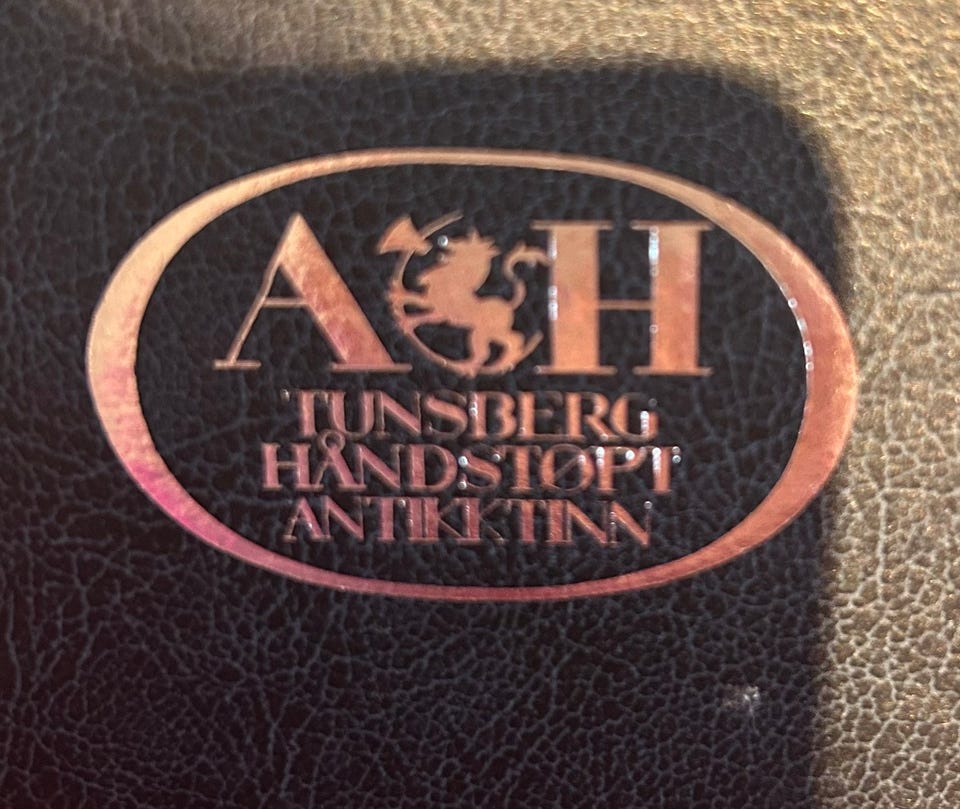 A H
TUNSBERG
HÅNDSTØPT
ANTIKKTINN